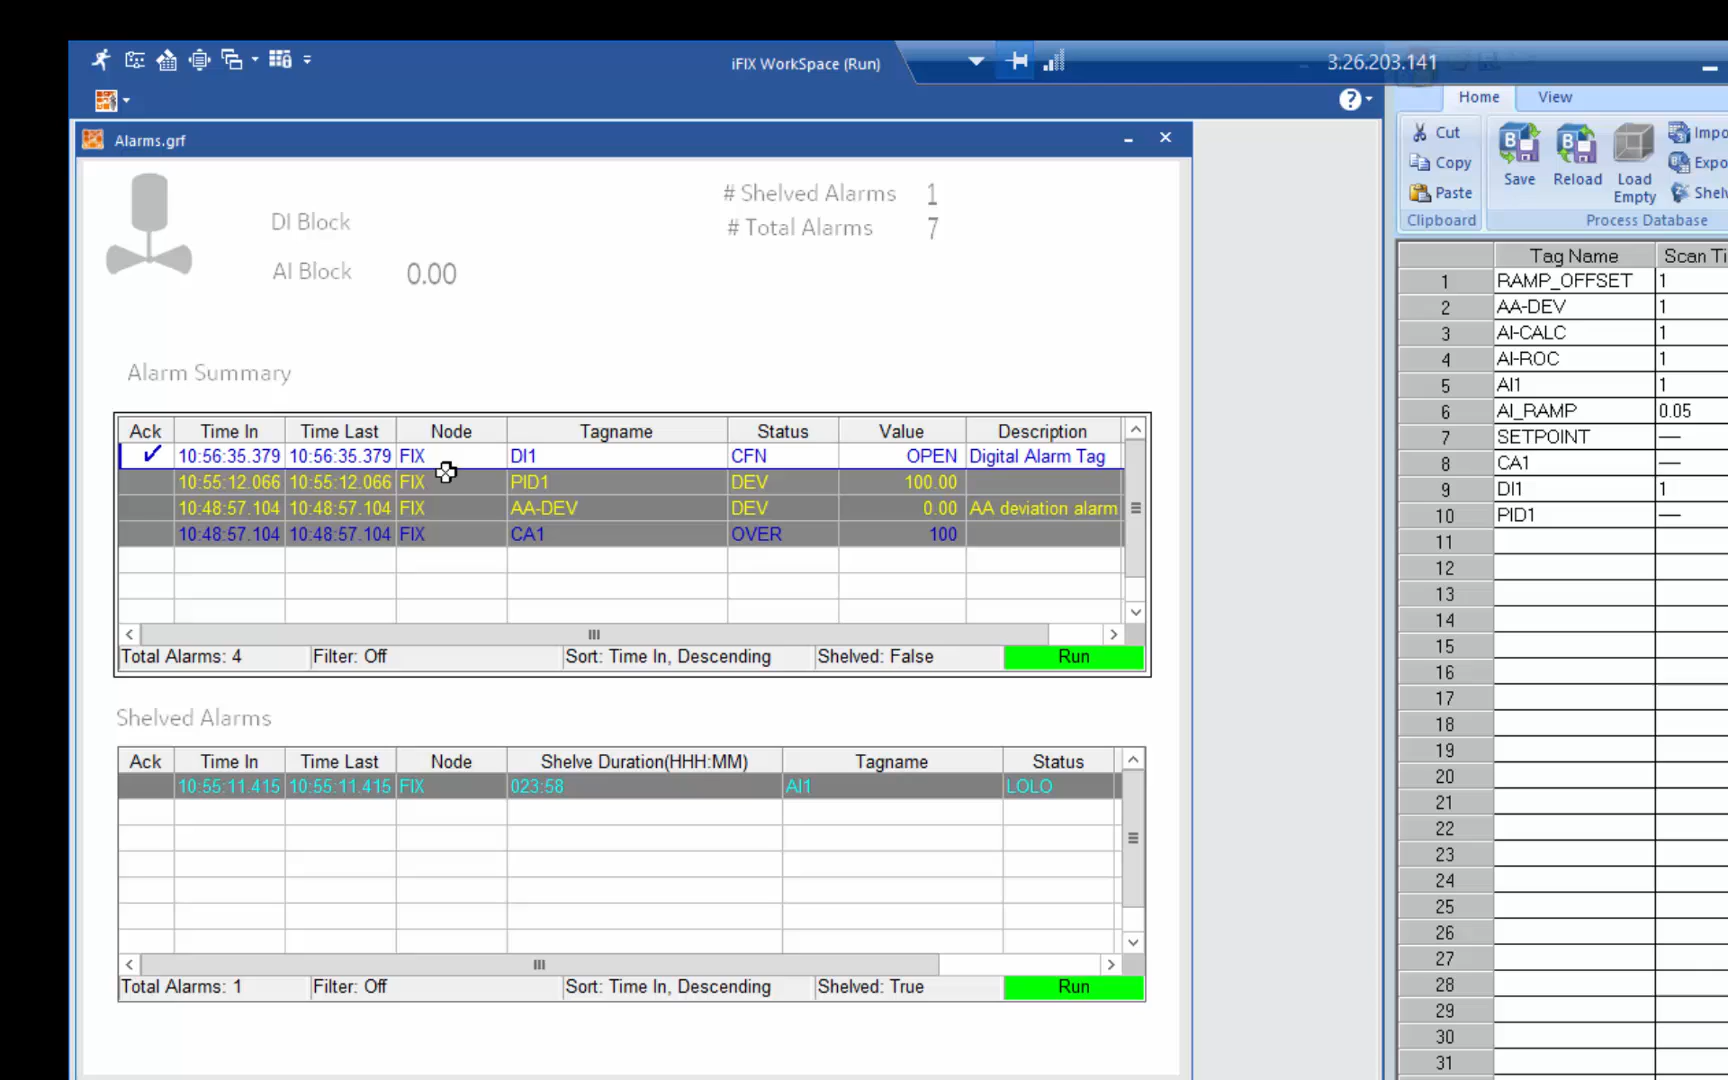 iFIX WorkSpace (Run)
3.26.203.141
Alarms.grf
# Shelved Alarms 1
# Total Alarms 7
DI Block
AI Block 0.00
Alarm Summary
Ack Time In Time Last Node Tagname Status Value Description
10:56:35.379 10:56:35.379 FIX DI1 CFN OPEN Digital Alarm Tag
10:55:12.066 10:55:12.066 FIX PID1 DEV 100.00
10:48:57.104 10:48:57.104 FIX AA-DEV DEV 0.00 AA deviation alarm
10:48:57.104 10:48:57.104 FIX CA1 OVER 100
Total Alarms: 4 Filter: Off Sort: Time In, Descending Shelved: False Run
Shelved Alarms
Ack Time In Time Last Node Shelve Duration(HHH:MM) Tagname Status
10:55:11.415 10:55:11.415 FIX 023:58 AI1 LOLO
Total Alarms: 1 Filter: Off Sort: Time In, Descending Shelved: True Run
Home View
Cut
Copy
Paste
Clipboard
Save
Reload
Load
Empty
Impo
Expo
Shelv
Process Database
Tag Name Scan Ti
1 RAMP_OFFSET 1
2 AA-DEV 1
3 AI-CALC 1
4 AI-ROC 1
5 AI1 1
6 AI_RAMP 0.05
7 SETPOINT —
8 CA1 —
9 DI1 1
10 PID1 —
11
12
13
14
15
16
17
18
19
20
21
22
23
24
25
26
27
28
29
30
31